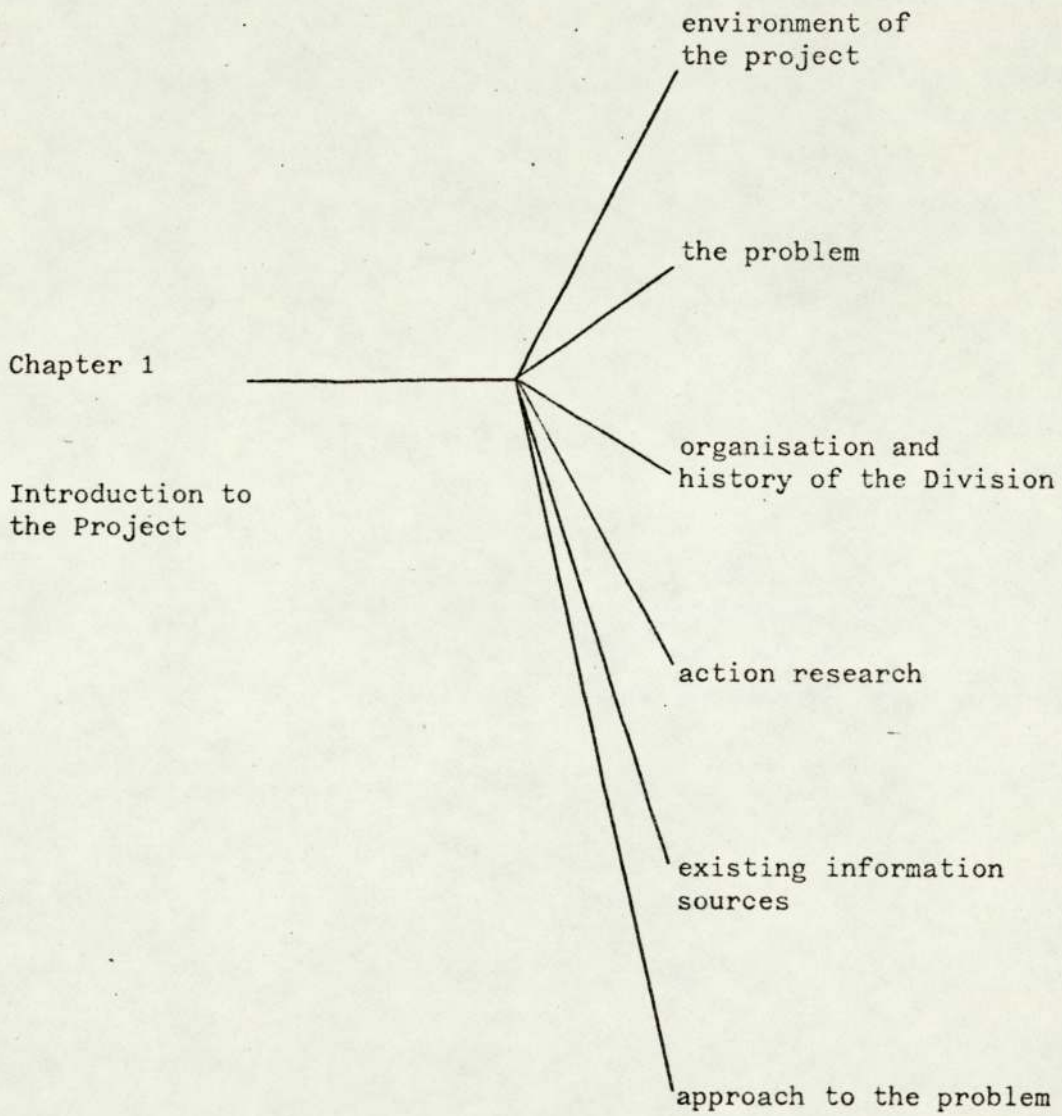 Chapter 1
Introduction to
the Project
environment of
the project
the problem
organisation and
history of the Division
action research
existing information
sources
approach to the problem